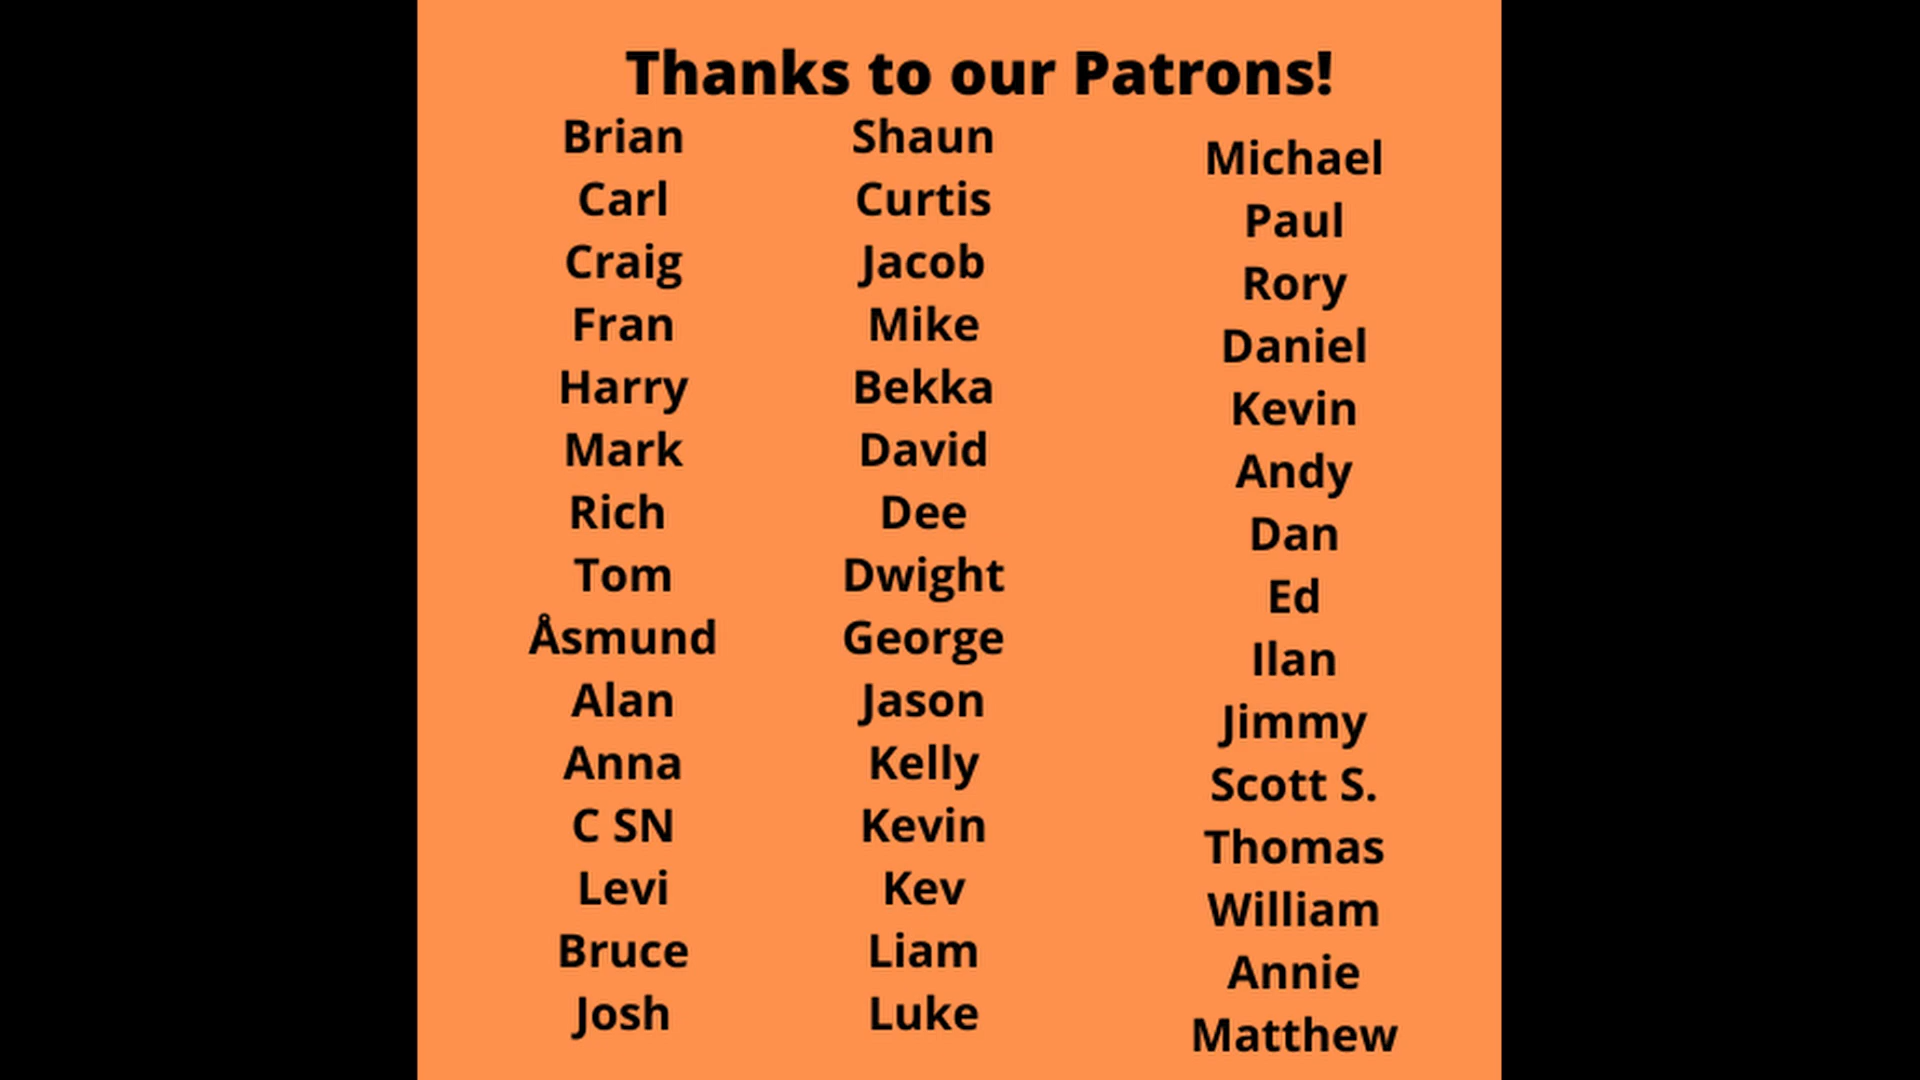 Thanks to our Patrons!
Brian
Carl
Craig
Fran
Harry
Mark
Rich
Tom
Åsmund
Alan
Anna
C SN
Levi
Bruce
Josh
Shaun
Curtis
Jacob
Mike
Bekka
David
Dee
Dwight
George
Jason
Kelly
Kevin
Kev
Liam
Luke
Michael
Paul
Rory
Daniel
Kevin
Andy
Dan
Ed
Ilan
Jimmy
Scott S.
Thomas
William
Annie
Matthew